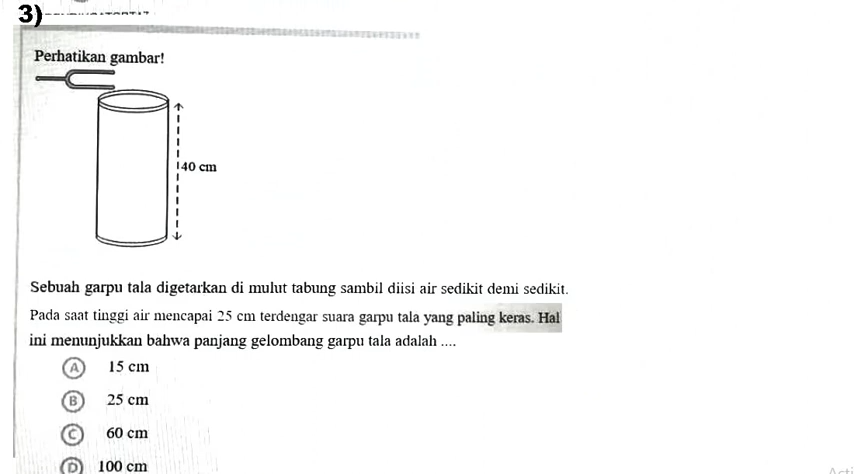 3)
Perhatikan gambar!
40 cm
Sebuah garpu tala digetarkan di mulut tabung sambil diisi air sedikit demi sedikit.
Pada saat tinggi air mencapai 25 cm terdengar suara garpu tala yang paling keras. Hal
ini menunjukkan bahwa panjang gelombang garpu tala adalah ....
A 15 cm
B 25 cm
C 60 cm
D 100 cm